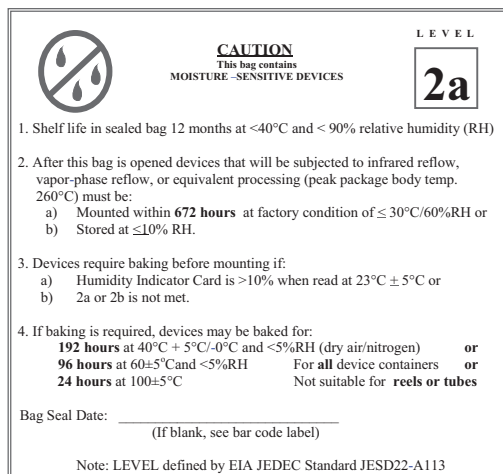 L E V E L
CAUTION
This bag contains
MOISTURE –SENSITIVE DEVICES
2a
1. Shelf life in sealed bag 12 months at <40°C and < 90% relative humidity (RH)
2. After this bag is opened devices that will be subjected to infrared reflow,
vapor-phase reflow, or equivalent processing (peak package body temp.
260°C) must be:
a) Mounted within 672 hours at factory condition of ≤ 30°C/60%RH or
b) Stored at ≤10% RH.
3. Devices require baking before mounting if:
a) Humidity Indicator Card is >10% when read at 23°C ± 5°C or
b) 2a or 2b is not met.
4. If baking is required, devices may be baked for:
192 hours at 40°C + 5°C/-0°C and <5%RH (dry air/nitrogen) or
96 hours at 60±5°Cand <5%RH For all device containers or
24 hours at 100±5°C Not suitable for reels or tubes
Bag Seal Date: ______________________________
(If blank, see bar code label)
Note: LEVEL defined by EIA JEDEC Standard JESD22-A113